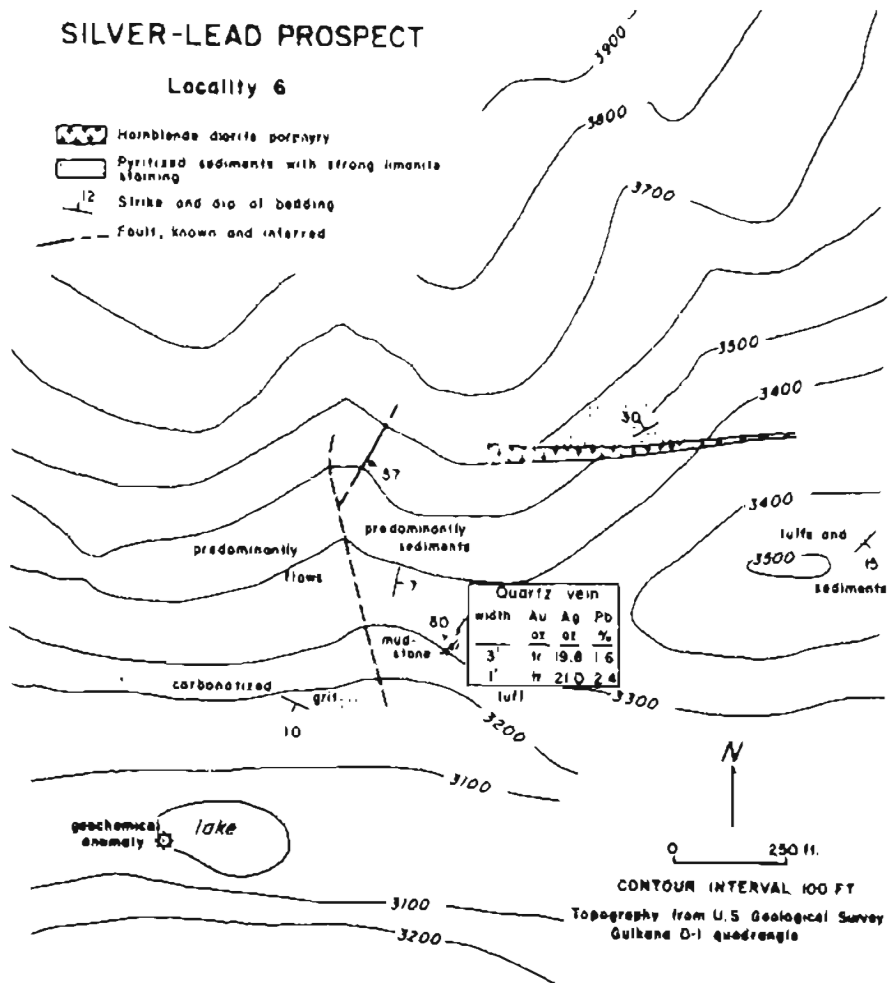 SILVER-LEAD PROSPECT
Locality 6
Hornblende diorite porphyry
Pyritized sediments with strong limonite
staining
12
Strike and dip of bedding
Fault, known and inferred
3900
3800
3700
3500
3400
30
57
predominantly
sediments
predominantly
flows
7
3400
tuffs and
3500
15
sediments
80
mud-
stone
Quartz vein
width Au Ag Pb
oz oz %
3' tr 19.8 1.6
1' tr 21.0 2.4
tuff
carbonatized
grit
10
3300
3200
3100
N
geochemical
anomaly
lake
0 250 ft.
CONTOUR INTERVAL 100 FT
Topography from U.S Geological Survey
Gulkana D-1 quadrangle
3100
3200